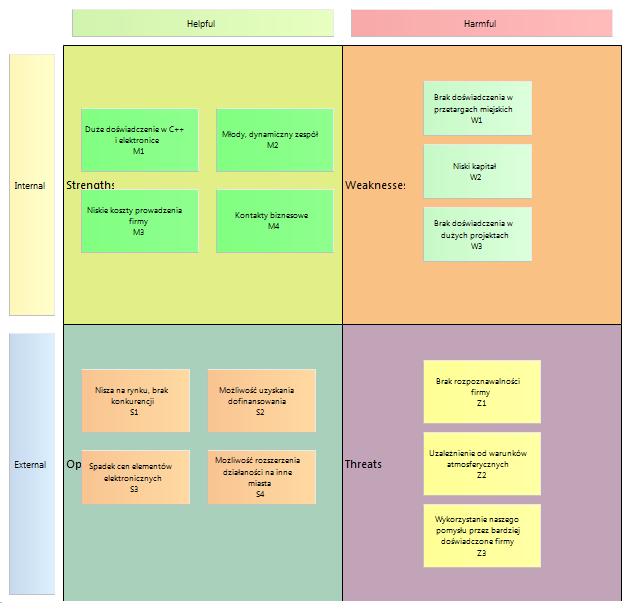 Helpful
Harmful
Internal
Strengths
Duże doświadczenie w C++
i elektronice
M1
Młody, dynamiczny zespół
M2
Niskie koszty prowadzenia
firmy
M3
Kontakty biznesowe
M4
Weaknesses
Brak doświadczenia w
przetargach miejskich
W1
Niski kapitał
W2
Brak doświadczenia w
dużych projektach
W3
External
Op
Nisza na rynku, brak
konkurencji
S1
Możliwość uzyskania
dofinansowania
S2
Spadek cen elementów
elektronicznych
S3
Możliwość rozszerzenia
działaności na inne
miasta
S4
Threats
Brak rozpoznawalności
firmy
Z1
Uzależnienie od warunków
atmosferycznych
Z2
Wykorzystanie naszego
pomysłu przez bardziej
doświadczone firmy
Z3